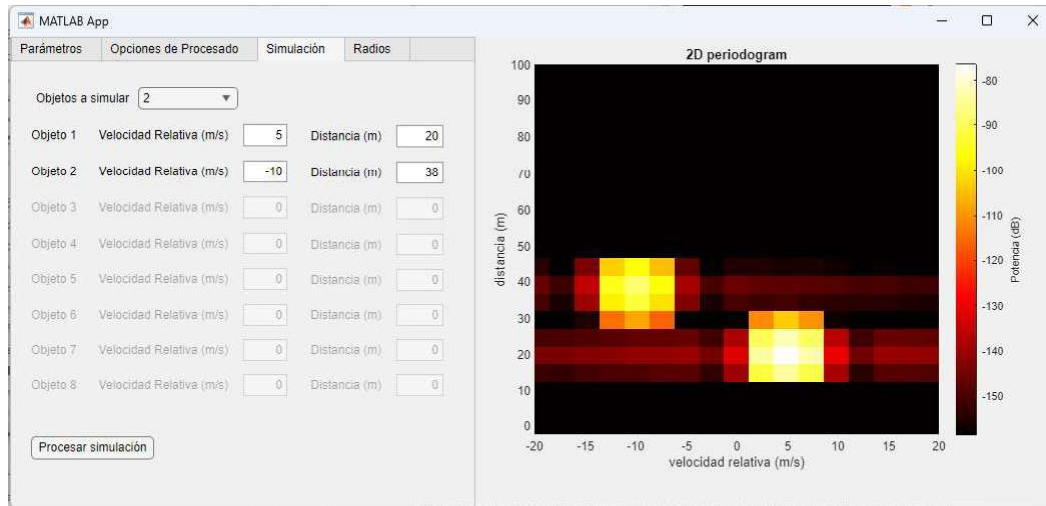 MATLAB App
Parámetros Opciones de Procesado Simulación Radios
Objetos a simular 2
Objeto 1 Velocidad Relativa (m/s) 5 Distancia (m) 20
Objeto 2 Velocidad Relativa (m/s) -10 Distancia (m) 38
Objeto 3 Velocidad Relativa (m/s) 0 Distancia (m) 0
Objeto 4 Velocidad Relativa (m/s) 0 Distancia (m) 0
Objeto 5 Velocidad Relativa (m/s) 0 Distancia (m) 0
Objeto 6 Velocidad Relativa (m/s) 0 Distancia (m) 0
Objeto 7 Velocidad Relativa (m/s) 0 Distancia (m) 0
Objeto 8 Velocidad Relativa (m/s) 0 Distancia (m) 0
Procesar simulación
2D periodogram
100
90
80
70
60
50
40
30
20
10
0
distancia (m)
-20 -15 -10 -5 0 5 10 15 20
velocidad relativa (m/s)
-80
-90
-100
-110
-120
-130
-140
-150
Potencia (dB)